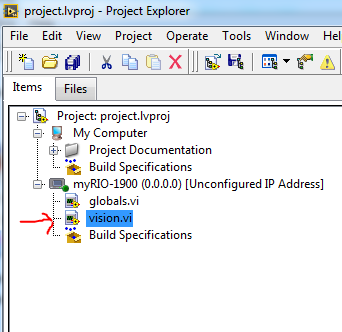 project.lvproj - Project Explorer
File Edit View Project Operate Tools Window
Items Files
Project: project.lvproj
My Computer
Project Documentation
Build Specifications
myRIO-1900 (0.0.0.0) [Unconfigured IP Address]
globals.vi
vision.vi
Build Specifications